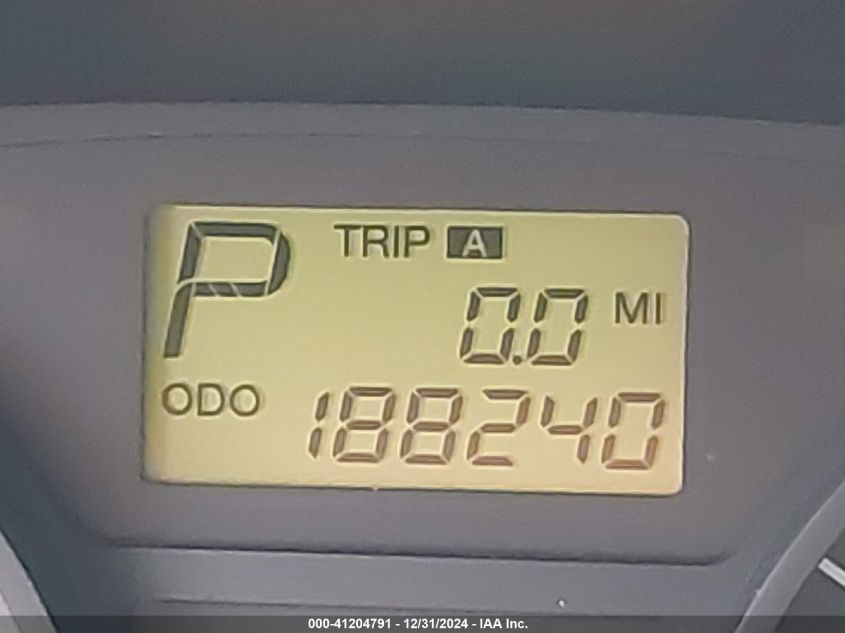 P TRIP A
0.0 MI
ODO 188240
000-41204791 - 12/31/2024 - IAA Inc.